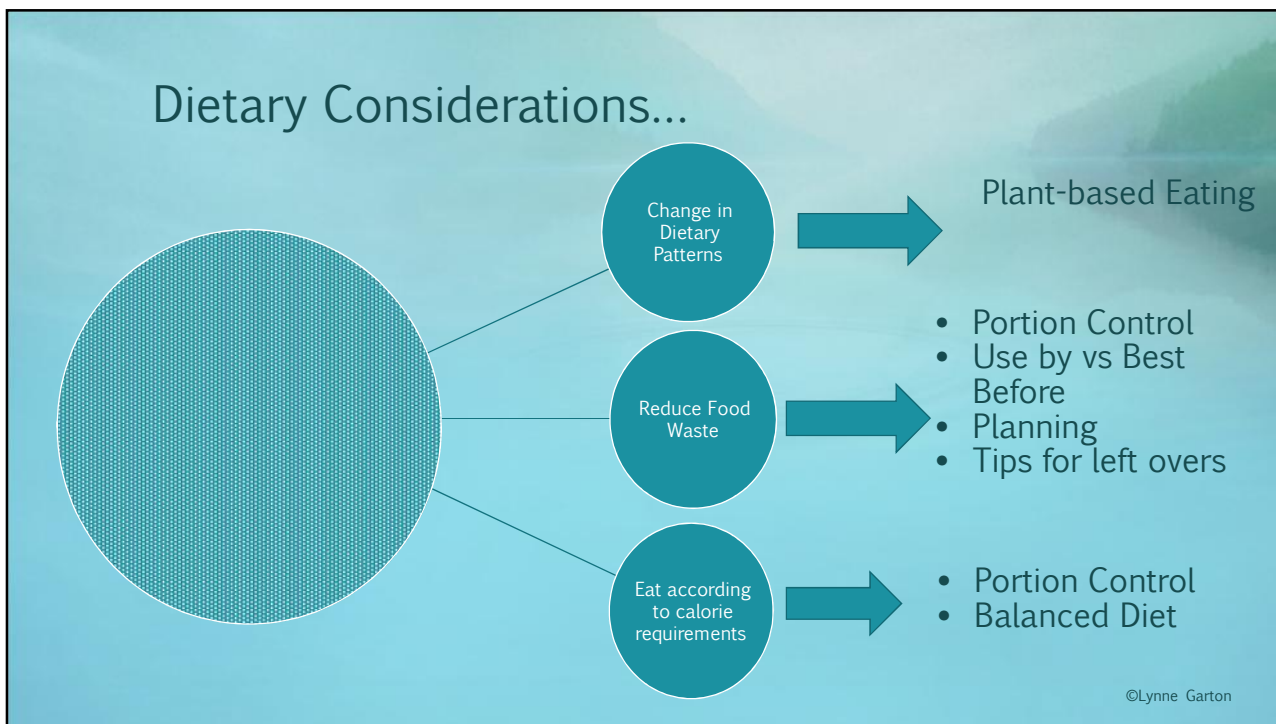 Dietary Considerations...
Change in
Dietary
Patterns
Plant-based Eating
Reduce Food
Waste
• Portion Control
• Use by vs Best
Before
• Planning
• Tips for left overs
Eat according
to calorie
requirements
• Portion Control
• Balanced Diet
©Lynne Garton